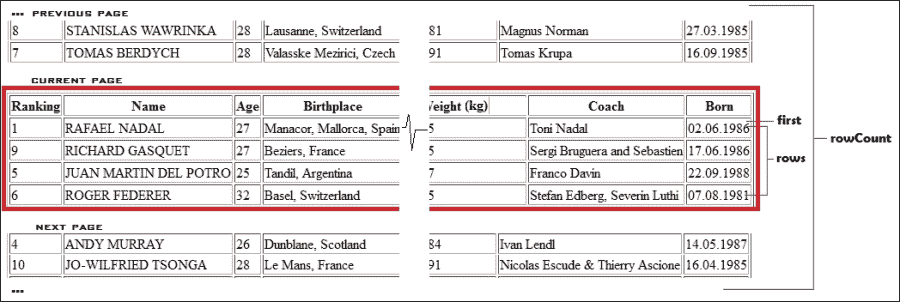 ... PREVIOUS PAGE
8 STANISLAS WAWRINKA 28 Lausanne, Switzerland 81 Magnus Norman 27.03.1985
7 TOMAS BERDYCH 28 Valasske Mezirici, Czech 91 Tomas Krupa 16.09.1985
CURRENT PAGE
Ranking Name Age Birthplace Weight (kg) Coach Born
1 RAFAEL NADAL 27 Manacor, Mallorca, Spain 5 Toni Nadal 02.06.1986 first
9 RICHARD GASQUET 27 Beziers, France 5 Sergi Bruguera and Sebastien 17.06.1986
5 JUAN MARTIN DEL POTRO 25 Tandil, Argentina 7 Franco Davin 22.09.1988
6 ROGER FEDERER 32 Basel, Switzerland 5 Stefan Edberg, Severin Luthi 07.08.1981
rows
rowCount
NEXT PAGE
4 ANDY MURRAY 26 Dunblane, Scotland 84 Ivan Lendl 14.05.1987
10 JO-WILFRIED TSONGA 28 Le Mans, France 91 Nicolas Escude & Thierry Ascione 16.04.1985
...